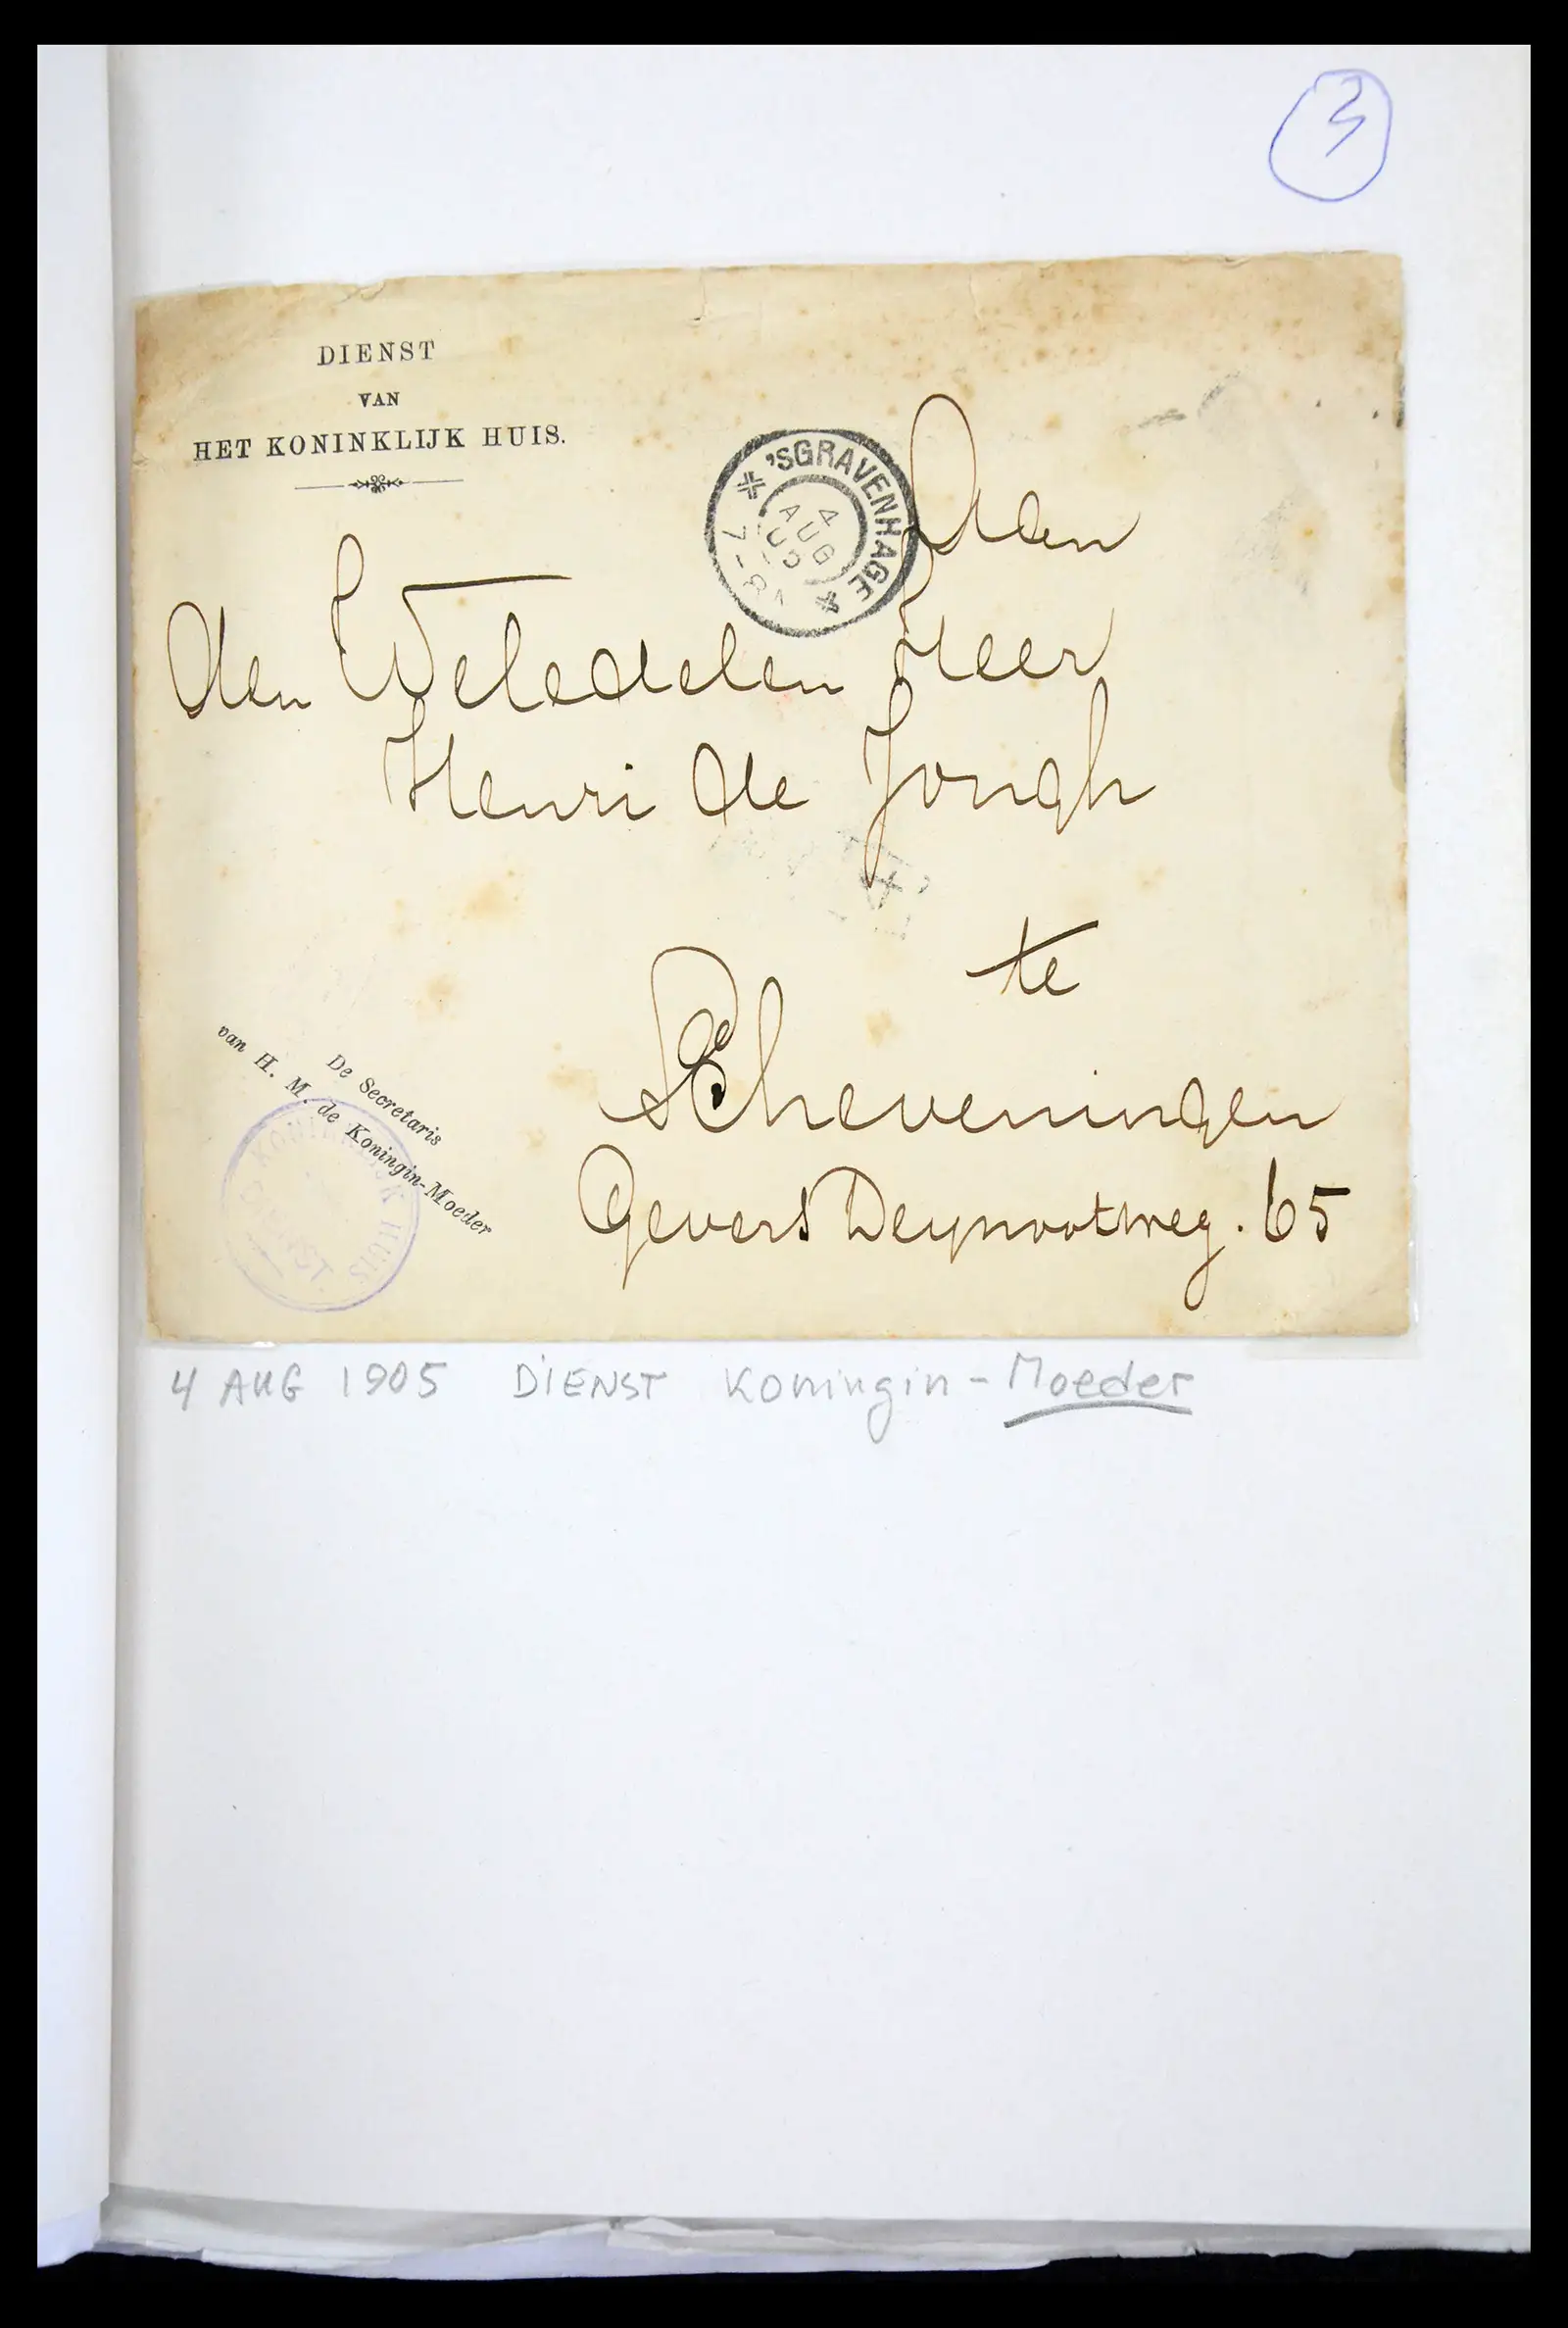 3
DIENST
VAN
HET KONINKLIJK HUIS.
'SGRAVENHAGE
4
AUG
05
7-8V
Aan
den Weledelen Heer
Henri de Jongh
te
Scheveningen
Gevers Deynootweg. 65
De Secretaris
van H. M. de Koningin-Moeder
KONINKLIJK HUIS
DIENST
4 AUG 1905 DIENST Koningin-Moeder